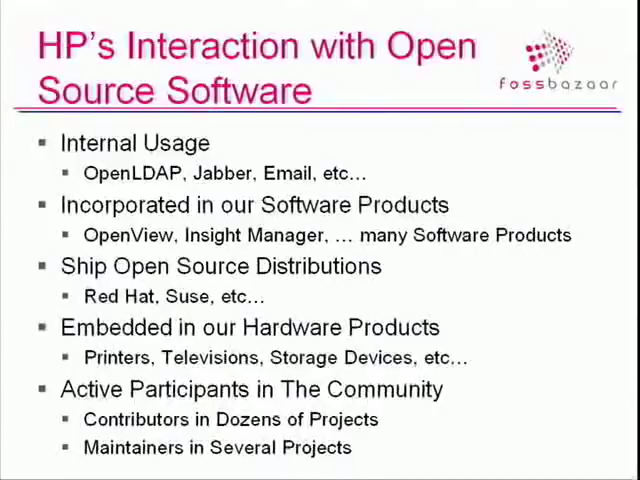 HP's Interaction with Open
Source Software
fossbazaar
Internal Usage
OpenLDAP, Jabber, Email, etc...
Incorporated in our Software Products
OpenView, Insight Manager, ... many Software Products
Ship Open Source Distributions
Red Hat, Suse, etc...
Embedded in our Hardware Products
Printers, Televisions, Storage Devices, etc...
Active Participants in The Community
Contributors in Dozens of Projects
Maintainers in Several Projects